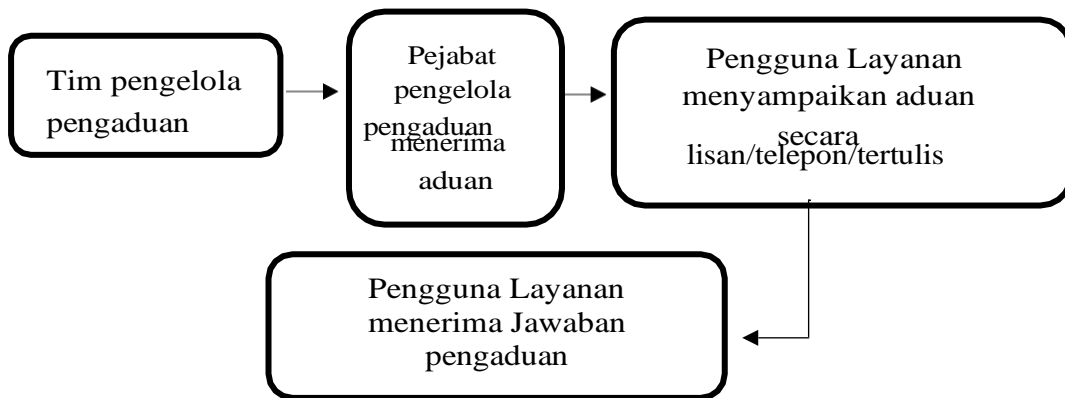 Tim pengelola
pengaduan
Pejabat
pengelola
pengaduan
menerima
aduan
Pengguna Layanan
menyampaikan aduan
secara
lisan/telepon/tertulis
Pengguna Layanan
menerima Jawaban
pengaduan